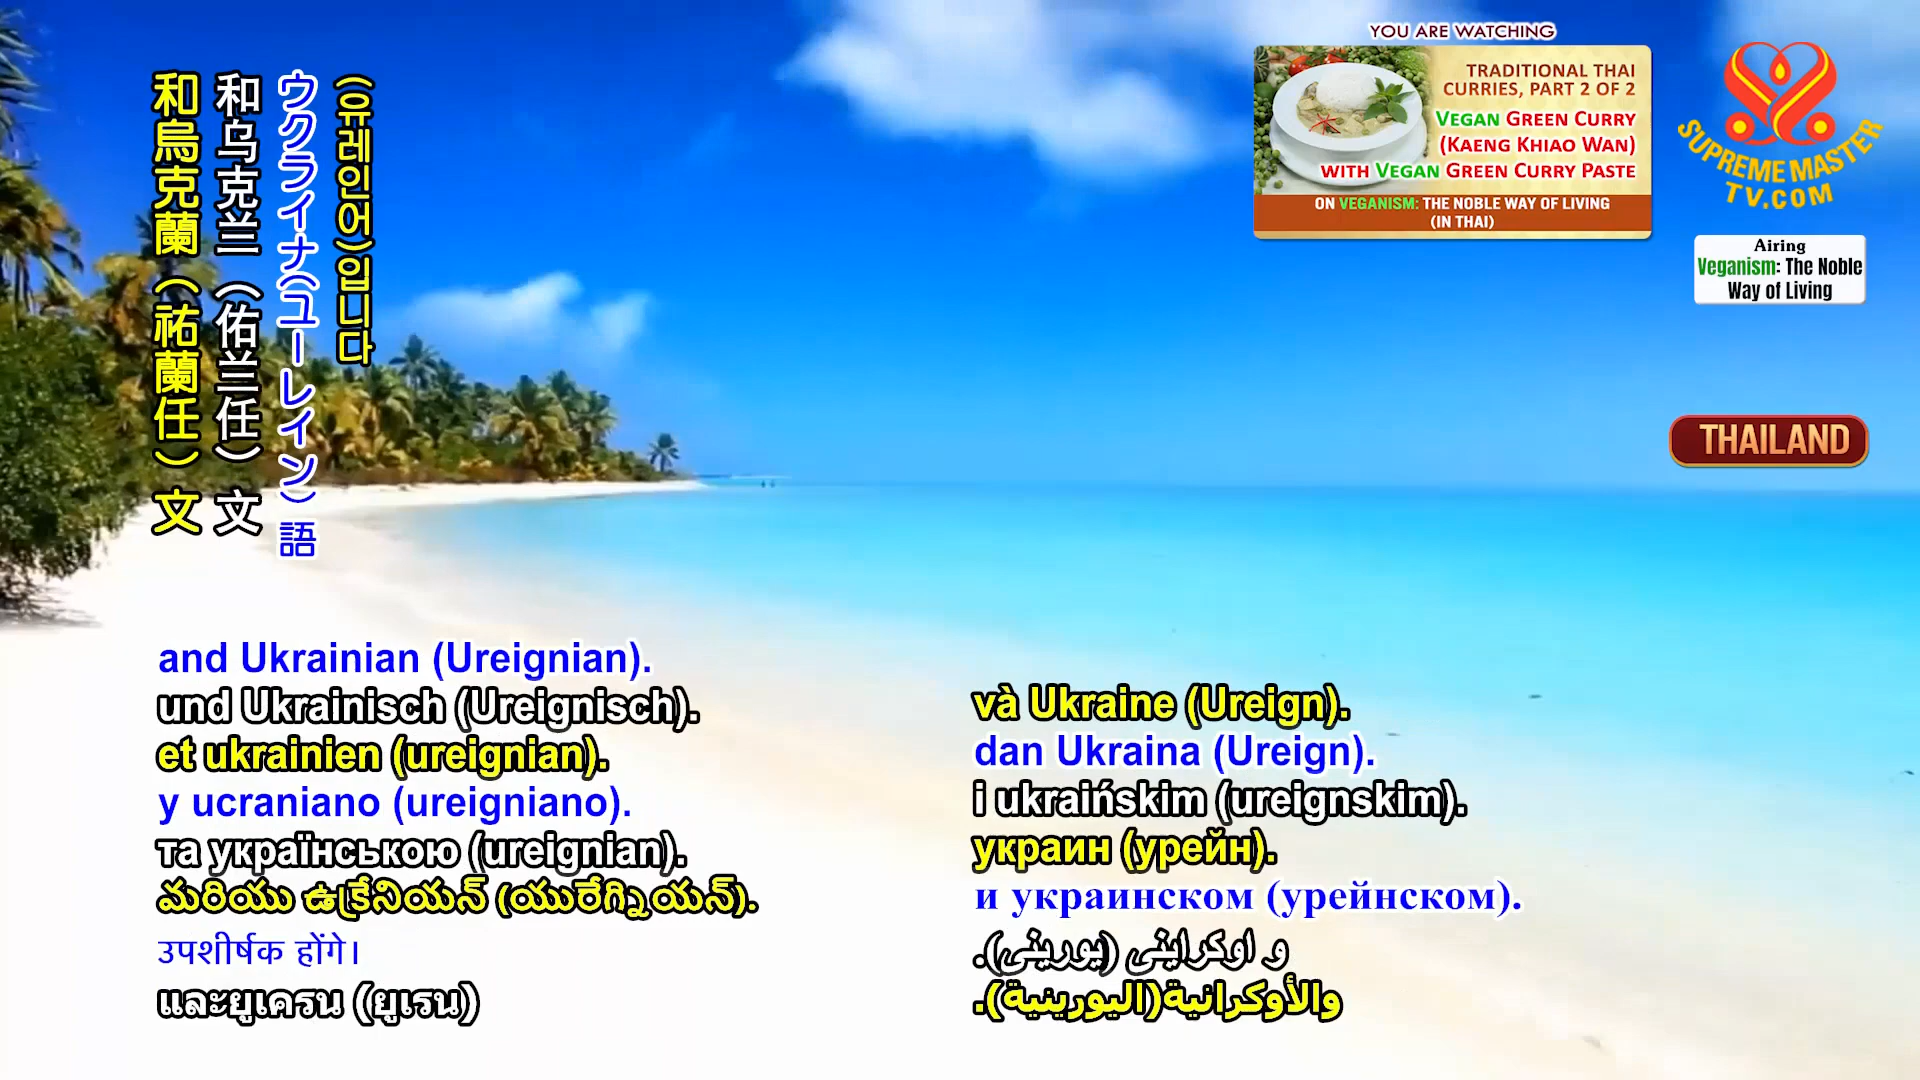 YOU ARE WATCHING
TRADITIONAL THAI
CURRIES, PART 2 OF 2
VEGAN GREEN CURRY
(KAENG KHIAO WAN)
WITH VEGAN GREEN CURRY PASTE
ON VEGANISM: THE NOBLE WAY OF LIVING
(IN THAI)
SUPREME MASTER
TV.COM
Airing
Veganism: The Noble
Way of Living
THAILAND
(유레인어)입니다
ウクライナ(ユーレイン)語
和乌克兰（佑兰任）文
和烏克蘭（祐蘭任）文
and Ukrainian (Ureignian).
und Ukrainisch (Ureignisch).
et ukrainien (ureignian).
y ucraniano (ureigniano).
та українською (ureignian).
మరియు ఉక్రేనియన్ (యురేగ్నియన్).
उपशीर्षक होंगे।
และยูเครน (ยูเรน)
và Ukraine (Ureign).
dan Ukraina (Ureign).
i ukraińskim (ureignskim).
украин (урейн).
и украинском (урейнском).
و اوکراینی (یورینی).
والأوكرانية(اليورينية).